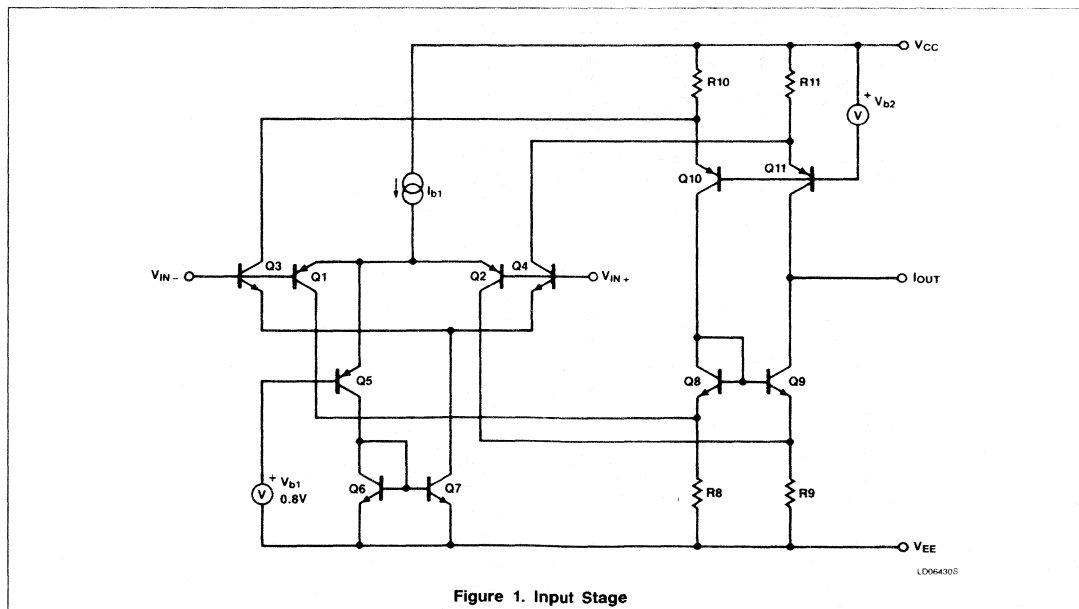 VCC
R10
R11
+ Vb2
V
Q10
Q11
Ib1
VIN-
Q3
Q1
Q2
Q4
VIN+
IOUT
Q5
Q8
Q9
+ Vb1
V
0.8V
Q6
Q7
R8
R9
VEE
LD06430S
Figure 1. Input Stage